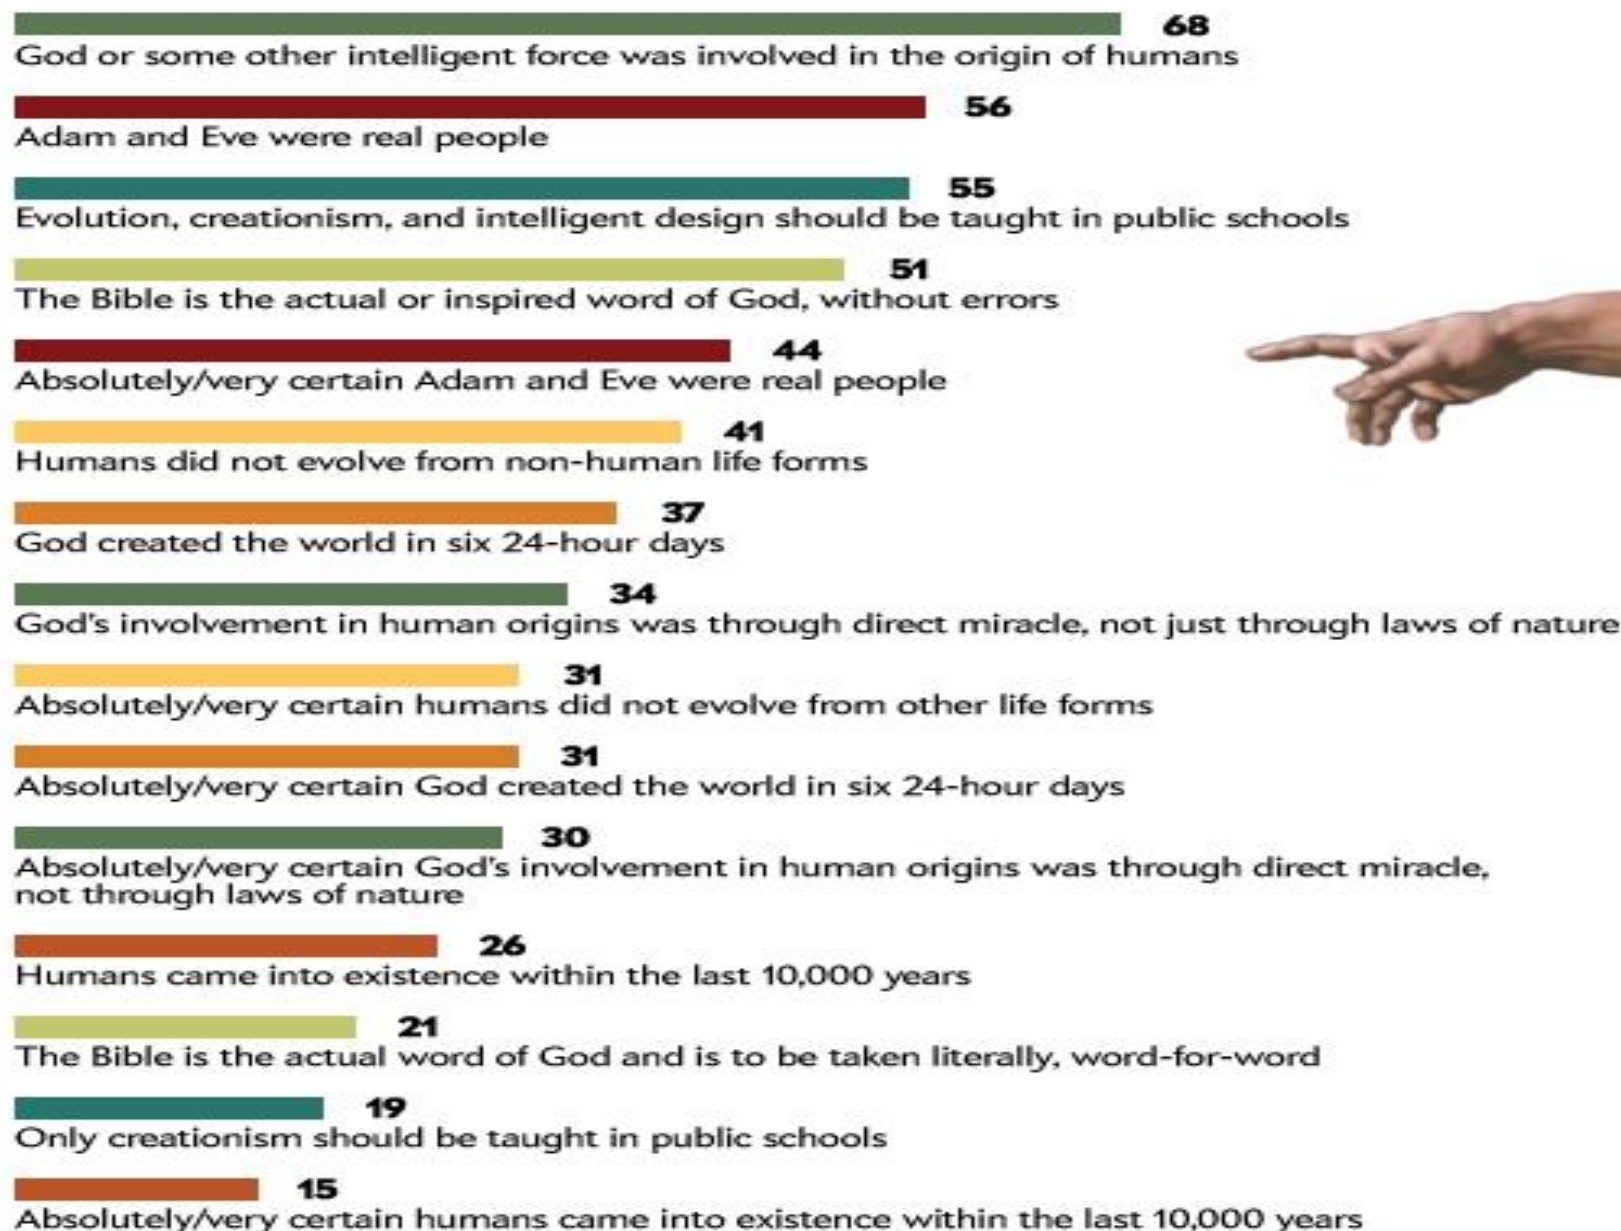 68
God or some other intelligent force was involved in the origin of humans
56
Adam and Eve were real people
55
Evolution, creationism, and intelligent design should be taught in public schools
51
The Bible is the actual or inspired word of God, without errors
44
Absolutely/very certain Adam and Eve were real people
41
Humans did not evolve from non-human life forms
37
God created the world in six 24-hour days
34
God's involvement in human origins was through direct miracle, not just through laws of nature
31
Absolutely/very certain humans did not evolve from other life forms
31
Absolutely/very certain God created the world in six 24-hour days
30
Absolutely/very certain God's involvement in human origins was through direct miracle,
not through laws of nature
26
Humans came into existence within the last 10,000 years
21
The Bible is the actual word of God and is to be taken literally, word-for-word
19
Only creationism should be taught in public schools
15
Absolutely/very certain humans came into existence within the last 10,000 years